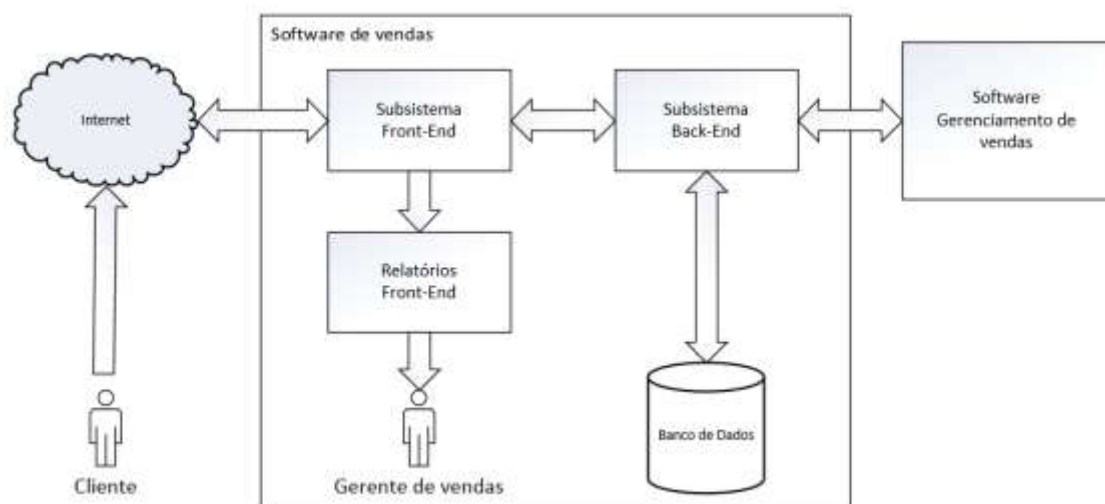 Software de vendas
Internet
Subsistema
Front-End
Subsistema
Back-End
Software
Gerenciamento de
vendas
Relatórios
Front-End
Banco de Dados
Cliente
Gerente de vendas